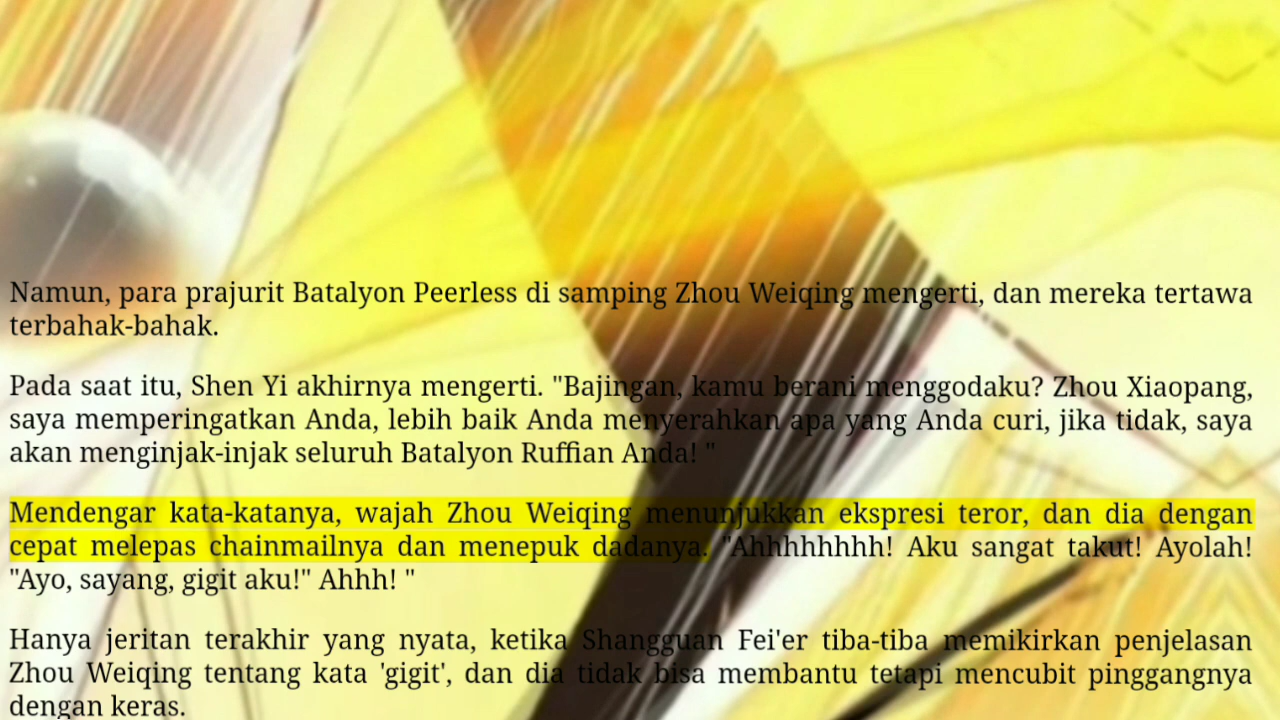 Namun, para prajurit Batalyon Peerless di samping Zhou Weiqing mengerti, dan mereka tertawa
terbahak-bahak.
Pada saat itu, Shen Yi akhirnya mengerti. "Bajingan, kamu berani menggodaku? Zhou Xiaopang,
saya memperingatkan Anda, lebih baik Anda menyerahkan apa yang Anda curi, jika tidak, saya
akan menginjak-injak seluruh Batalyon Ruffian Anda! "
Mendengar kata-katanya, wajah Zhou Weiqing menunjukkan ekspresi teror, dan dia dengan
cepat melepas chainmailnya dan menepuk dadanya. "Ahhhhhhhh! Aku sangat takut! Ayolah!
"Ayo, sayang, gigit aku!" Ahhh! "
Hanya jeritan terakhir yang nyata, ketika Shangguan Fei'er tiba-tiba memikirkan penjelasan
Zhou Weiqing tentang kata 'gigit', dan dia tidak bisa membantu tetapi mencubit pinggangnya
dengan keras.